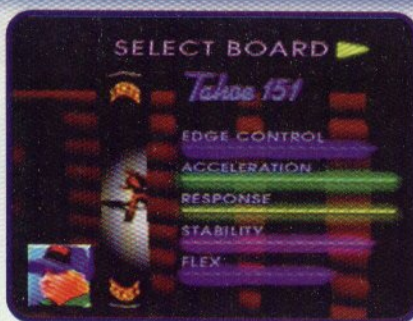 SELECT BOARD
Tahoe 151
EDGE CONTROL
ACCELERATION
RESPONSE
STABILITY
FLEX